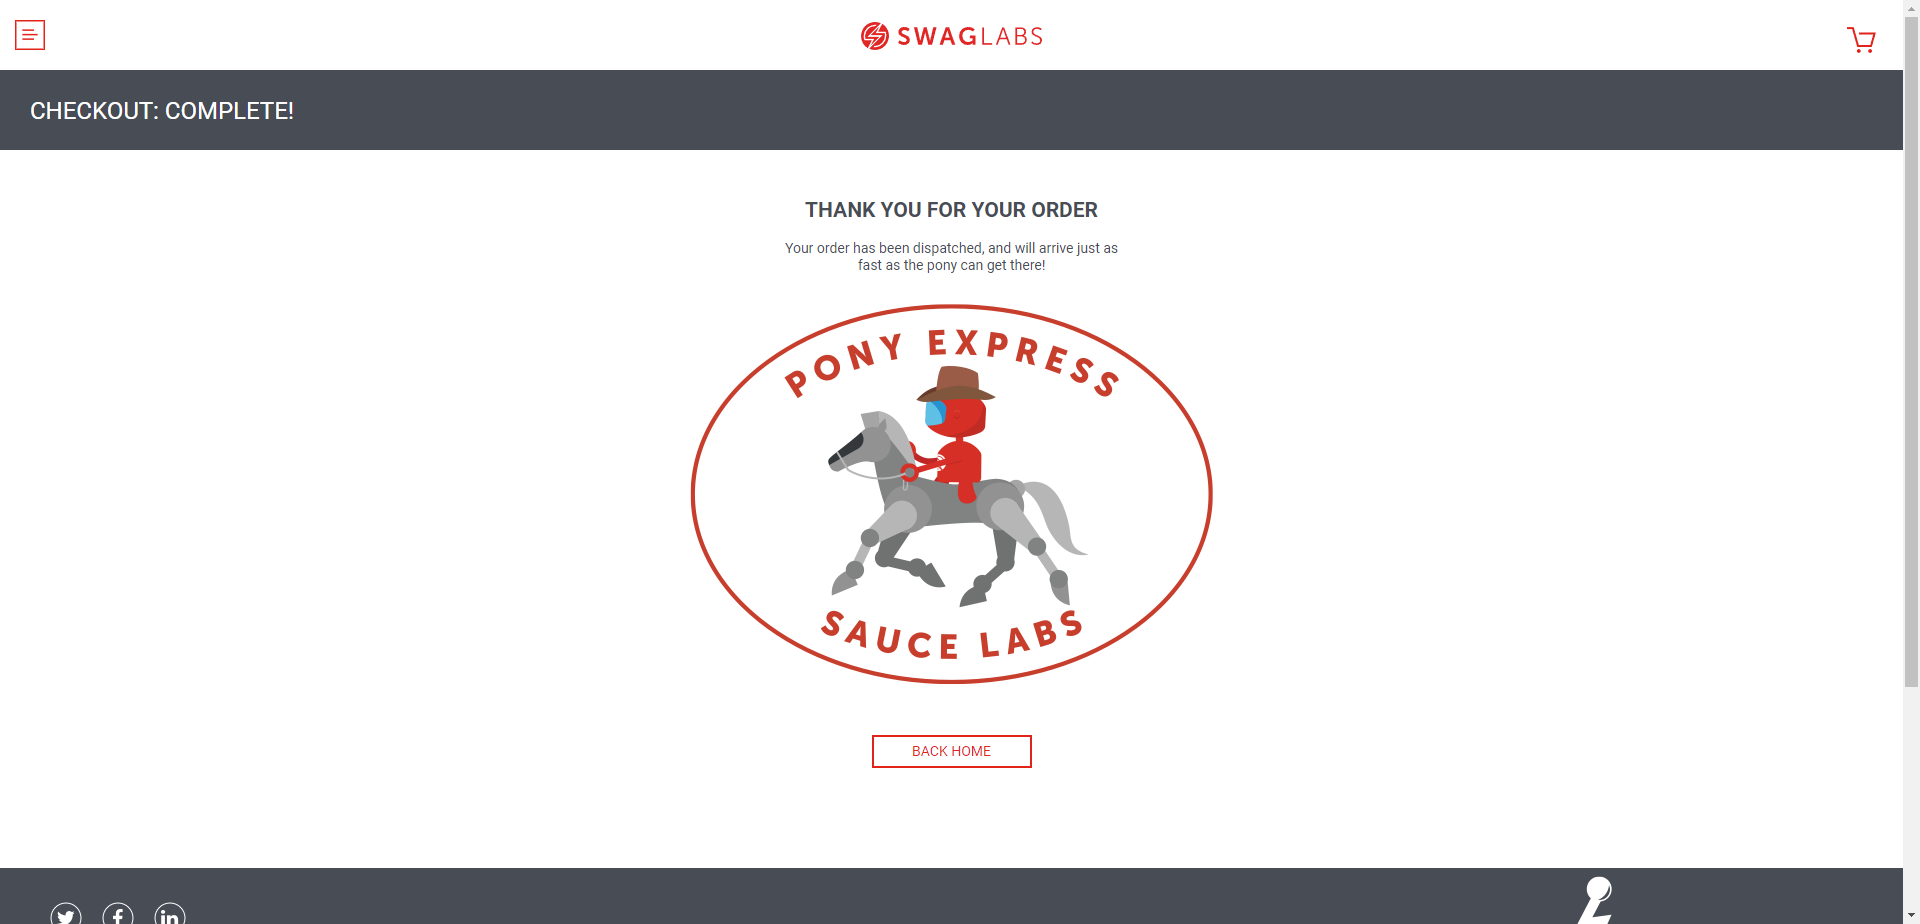 SWAGLABS
CHECKOUT: COMPLETE!
THANK YOU FOR YOUR ORDER
Your order has been dispatched, and will arrive just as
fast as the pony can get there!
PONY EXPRESS
SAUCE LABS
BACK HOME